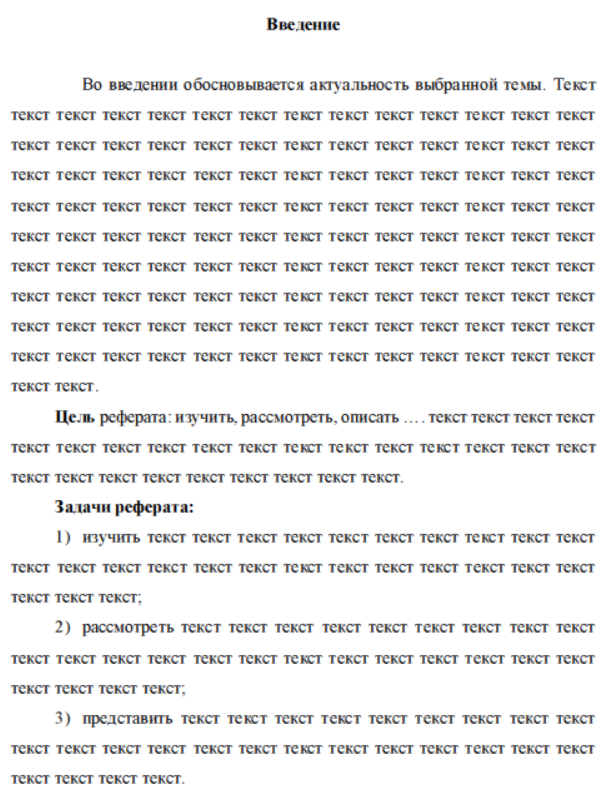 Введение
Во введении обосновывается актуальность выбранной темы. Текст
текст текст текст текст текст текст текст текст текст текст текст текст текст
текст текст текст текст текст текст текст текст текст текст текст текст текст
текст текст текст текст текст текст текст текст текст текст текст текст текст
текст текст текст текст текст текст текст текст текст текст текст текст текст
текст текст текст текст текст текст текст текст текст текст текст текст текст
текст текст текст текст текст текст текст текст текст текст текст текст текст
текст текст текст текст текст текст текст текст текст текст текст текст текст
текст текст текст текст текст текст текст текст текст текст текст текст текст
текст текст текст текст текст текст текст текст текст текст текст текст текст
текст текст.
Цель реферата: изучить, рассмотреть, описать …. текст текст текст текст
текст текст текст текст текст текст текст текст текст текст текст текст текст
текст текст текст текст текст текст текст текст текст.
Задачи реферата:
1) изучить текст текст текст текст текст текст текст текст текст текст
текст текст текст текст текст текст текст текст текст текст текст текст текст
текст текст текст;
2) рассмотреть текст текст текст текст текст текст текст текст текст
текст текст текст текст текст текст текст текст текст текст текст текст текст
текст текст текст текст;
3) представить текст текст текст текст текст текст текст текст текст
текст текст текст текст текст текст текст текст текст текст текст текст текст
текст текст текст текст.